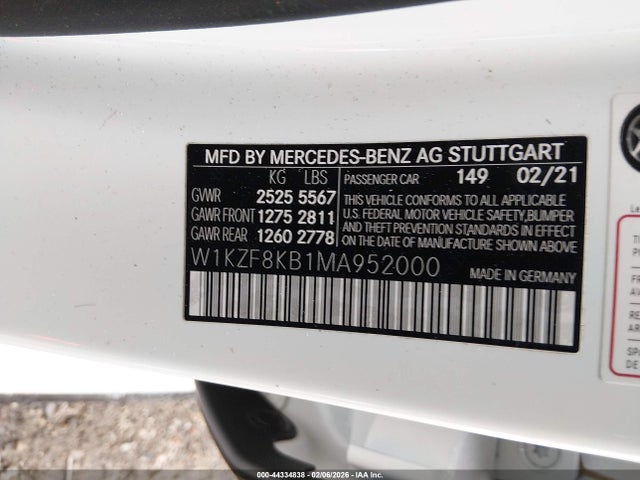 MFD BY MERCEDES-BENZ AG STUTTGART
KG LBS
GVWR 2525 5567
GAWR FRONT 1275 2811
GAWR REAR 1260 2778
PASSENGER CAR 149 02/21
THIS VEHICLE CONFORMS TO ALL APPLICABLE
U.S. FEDERAL MOTOR VEHICLE SAFETY,BUMPER
AND THEFT PREVENTION STANDARDS IN EFFECT
ON THE DATE OF MANUFACTURE SHOWN ABOVE.
W1KZF8KB1MA952000
MADE IN GERMANY
000-44334838 - 02/06/2026 - IAAI.COM